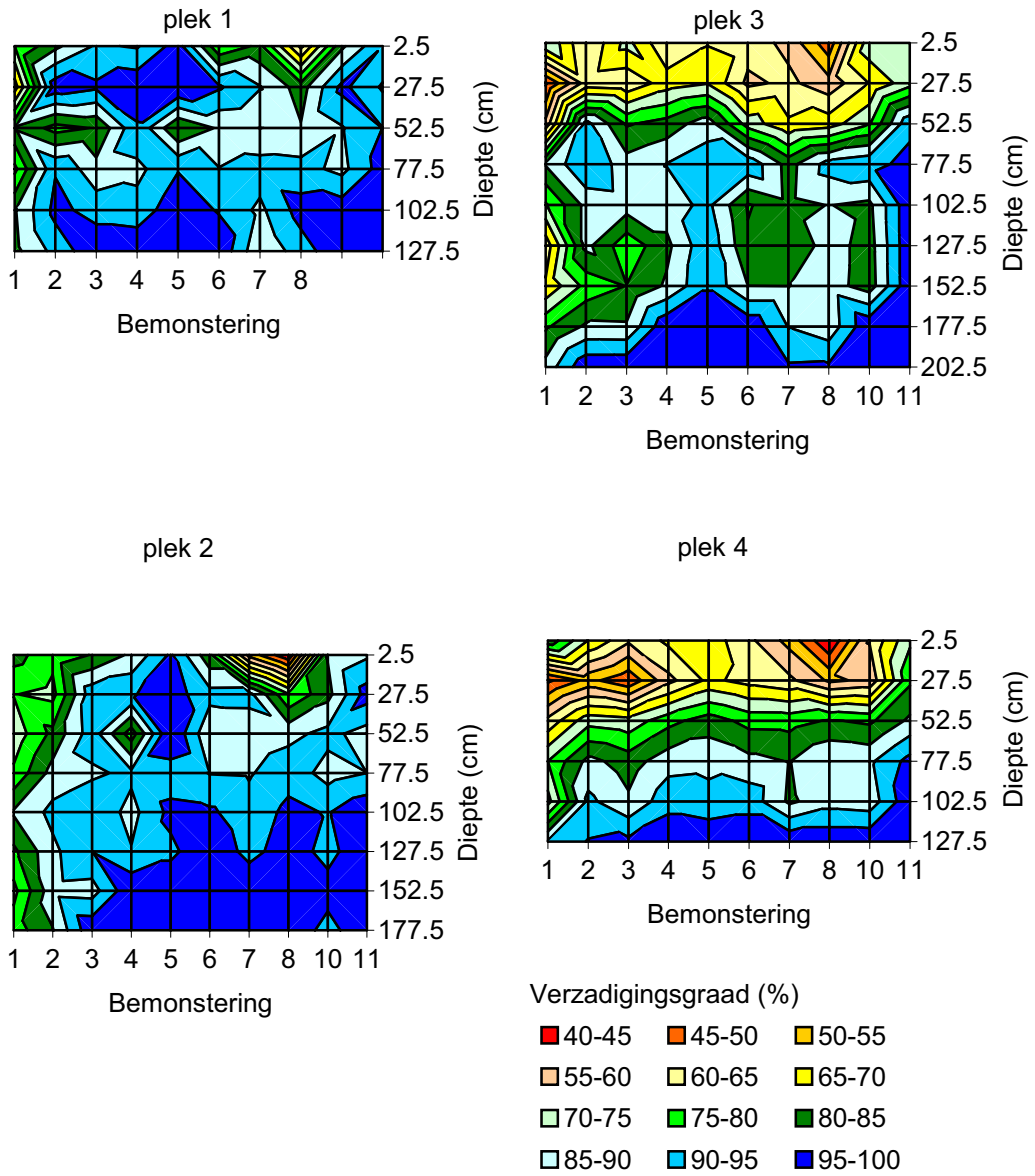 plek 1
2.5
27.5
52.5
77.5
102.5
127.5
Diepte (cm)
1 2 3 4 5 6 7 8
Bemonstering
plek 3
2.5
27.5
52.5
77.5
102.5
127.5
152.5
177.5
202.5
Diepte (cm)
1 2 3 4 5 6 7 8 10 11
Bemonstering
plek 2
2.5
27.5
52.5
77.5
102.5
127.5
152.5
177.5
Diepte (cm)
1 2 3 4 5 6 7 8 10 11
Bemonstering
plek 4
2.5
27.5
52.5
77.5
102.5
127.5
Diepte (cm)
1 2 3 4 5 6 7 8 10 11
Bemonstering
Verzadigingsgraad (%)
40-45 45-50 50-55
55-60 60-65 65-70
70-75 75-80 80-85
85-90 90-95 95-100